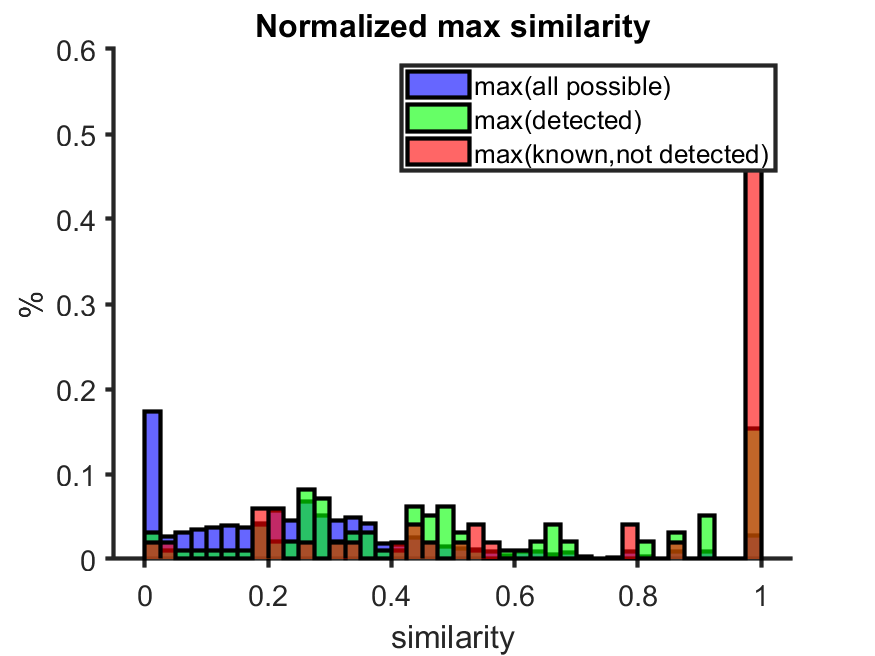 Normalized max similarity
0.6
0.5
0.4
0.3
0.2
0.1
0
%
max(all possible)
max(detected)
max(known,not detected)
0 0.2 0.4 0.6 0.8 1
similarity